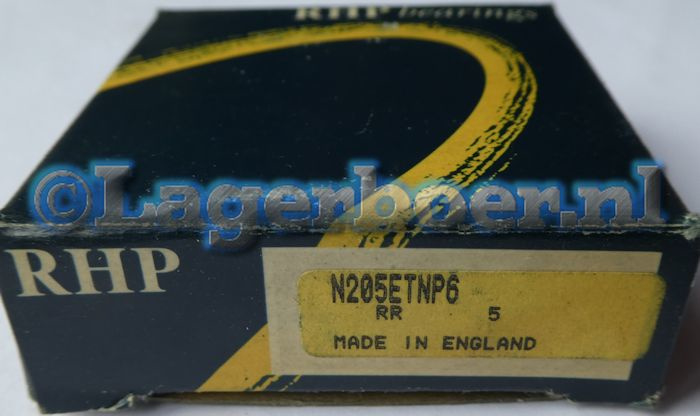 RHP bearings
©Lagerboer.nl
RHP
N205ETNP6
RR 5
MADE IN ENGLAND